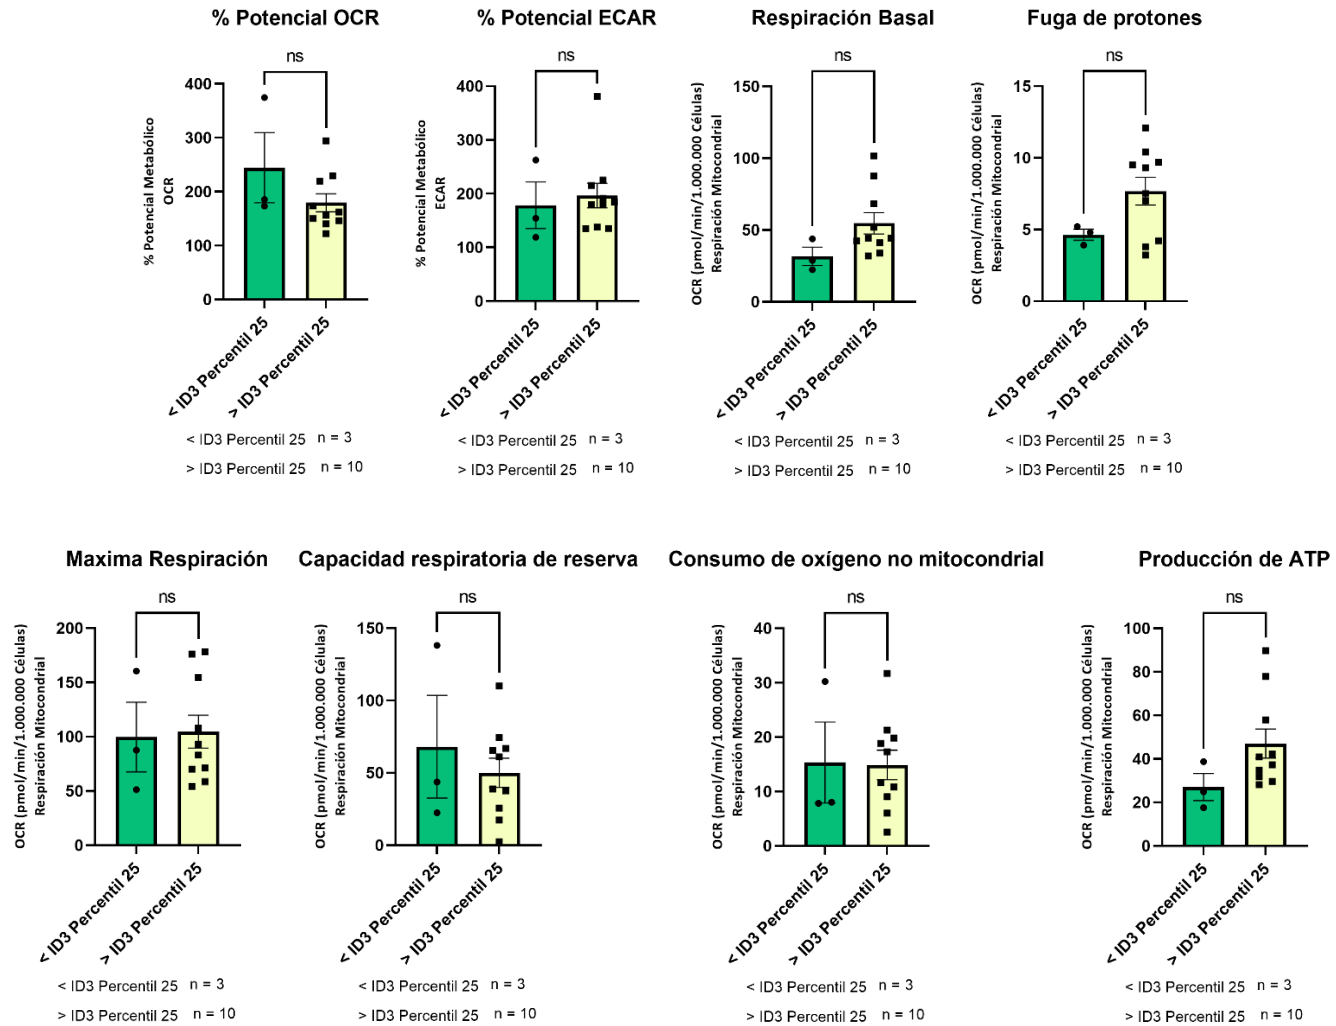 % Potencial OCR
ns
400
300
200
100
0
% Potencial Metabólico
OCR
< ID3 Percentil 25
> ID3 Percentil 25
< ID3 Percentil 25 n = 3
> ID3 Percentil 25 n = 10
% Potencial ECAR
ns
400
300
200
100
0
% Potencial Metabólico
ECAR
< ID3 Percentil 25
> ID3 Percentil 25
< ID3 Percentil 25 n = 3
> ID3 Percentil 25 n = 10
Respiración Basal
ns
150
100
50
0
OCR (pmol/min/1.000.000 Células)
Respiración Mitocondrial
< ID3 Percentil 25
> ID3 Percentil 25
< ID3 Percentil 25 n = 3
> ID3 Percentil 25 n = 10
Fuga de protones
ns
15
10
5
0
OCR (pmol/min/1.000.000 Células)
Respiración Mitocondrial
< ID3 Percentil 25
> ID3 Percentil 25
< ID3 Percentil 25 n = 3
> ID3 Percentil 25 n = 10
Maxima Respiración
ns
200
150
100
50
0
OCR (pmol/min/1.000.000 Células)
Respiración Mitocondrial
< ID3 Percentil 25
> ID3 Percentil 25
< ID3 Percentil 25 n = 3
> ID3 Percentil 25 n = 10
Capacidad respiratoria de reserva
ns
150
100
50
0
OCR (pmol/min/1.000.000 Células)
Respiración Mitocondrial
< ID3 Percentil 25
> ID3 Percentil 25
< ID3 Percentil 25 n = 3
> ID3 Percentil 25 n = 10
Consumo de oxígeno no mitocondrial
ns
40
30
20
10
0
OCR (pmol/min/1.000.000 Células)
Respiración Mitocondrial
< ID3 Percentil 25
> ID3 Percentil 25
< ID3 Percentil 25 n = 3
> ID3 Percentil 25 n = 10
Producción de ATP
ns
100
80
60
40
20
0
OCR (pmol/min/1.000.000 Células)
Respiración Mitocondrial
< ID3 Percentil 25
> ID3 Percentil 25
< ID3 Percentil 25 n = 3
> ID3 Percentil 25 n = 10